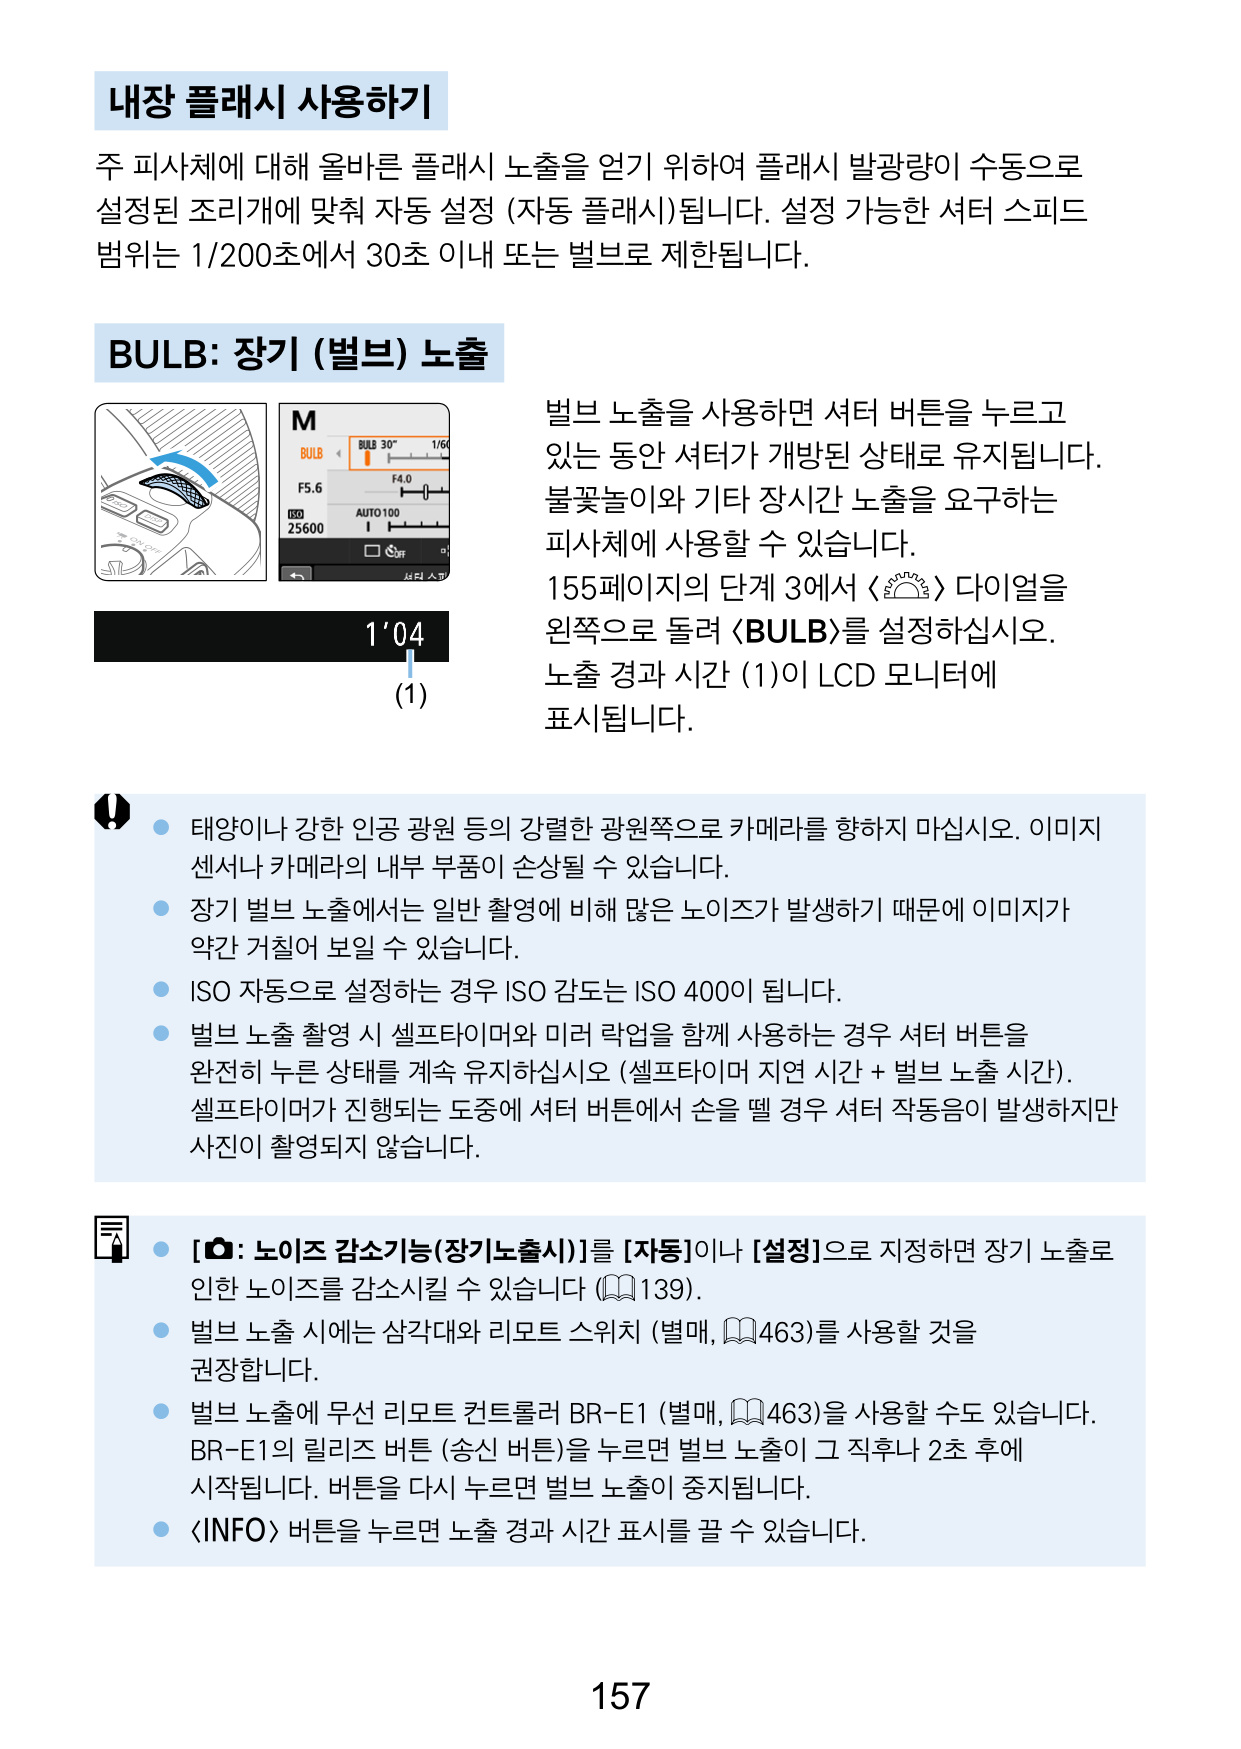 내장 플래시 사용하기
주 피사체에 대해 올바른 플래시 노출을 얻기 위하여 플래시 발광량이 수동으로
설정된 조리개에 맞춰 자동 설정 (자동 플래시)됩니다. 설정 가능한 셔터 스피드
범위는 1/200초에서 30초 이내 또는 벌브로 제한됩니다.
BULB: 장기 (벌브) 노출
M
BULB
BULB 30" 1/60
F5.6
F4.0
ISO
25600
AUTO 100
OFF
셔터 스피
ON OFF
1'04
(1)
벌브 노출을 사용하면 셔터 버튼을 누르고
있는 동안 셔터가 개방된 상태로 유지됩니다.
불꽃놀이와 기타 장시간 노출을 요구하는
피사체에 사용할 수 있습니다.
155페이지의 단계 3에서 〈 〉 다이얼을
왼쪽으로 돌려 〈BULB〉를 설정하십시오.
노출 경과 시간 (1)이 LCD 모니터에
표시됩니다.
● 태양이나 강한 인공 광원 등의 강렬한 광원쪽으로 카메라를 향하지 마십시오. 이미지
센서나 카메라의 내부 부품이 손상될 수 있습니다.
● 장기 벌브 노출에서는 일반 촬영에 비해 많은 노이즈가 발생하기 때문에 이미지가
약간 거칠어 보일 수 있습니다.
● ISO 자동으로 설정하는 경우 ISO 감도는 ISO 400이 됩니다.
● 벌브 노출 촬영 시 셀프타이머와 미러 락업을 함께 사용하는 경우 셔터 버튼을
완전히 누른 상태를 계속 유지하십시오 (셀프타이머 지연 시간 + 벌브 노출 시간).
셀프타이머가 진행되는 도중에 셔터 버튼에서 손을 뗄 경우 셔터 작동음이 발생하지만
사진이 촬영되지 않습니다.
● [ : 노이즈 감소기능(장기노출시)]를 [자동]이나 [설정]으로 지정하면 장기 노출로
인한 노이즈를 감소시킬 수 있습니다 (139).
● 벌브 노출 시에는 삼각대와 리모트 스위치 (별매, 463)를 사용할 것을
권장합니다.
● 벌브 노출에 무선 리모트 컨트롤러 BR-E1 (별매, 463)을 사용할 수도 있습니다.
BR-E1의 릴리즈 버튼 (송신 버튼)을 누르면 벌브 노출이 그 직후나 2초 후에
시작됩니다. 버튼을 다시 누르면 벌브 노출이 중지됩니다.
● 〈INFO〉 버튼을 누르면 노출 경과 시간 표시를 끌 수 있습니다.
157